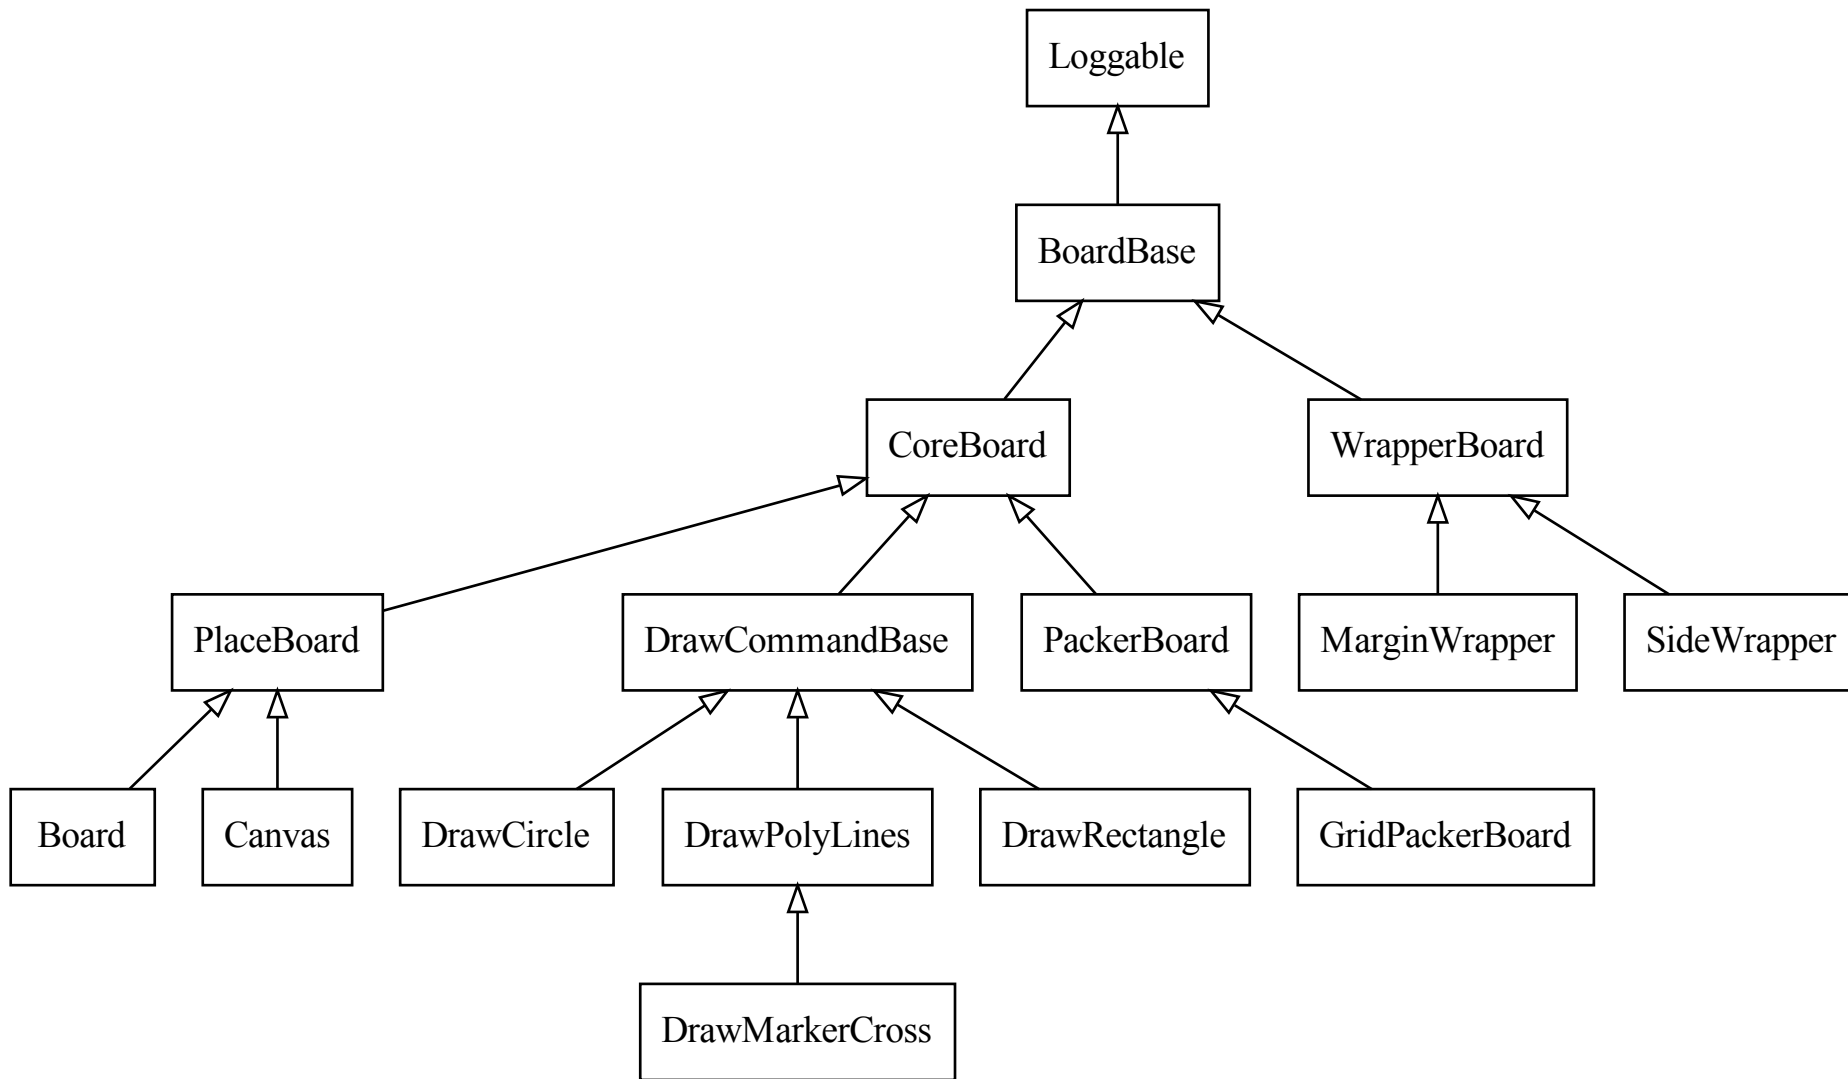 Loggable
BoardBase
CoreBoard
WrapperBoard
PlaceBoard
DrawCommandBase
PackerBoard
MarginWrapper
SideWrapper
Board
Canvas
DrawCircle
DrawPolyLines
DrawRectangle
GridPackerBoard
DrawMarkerCross